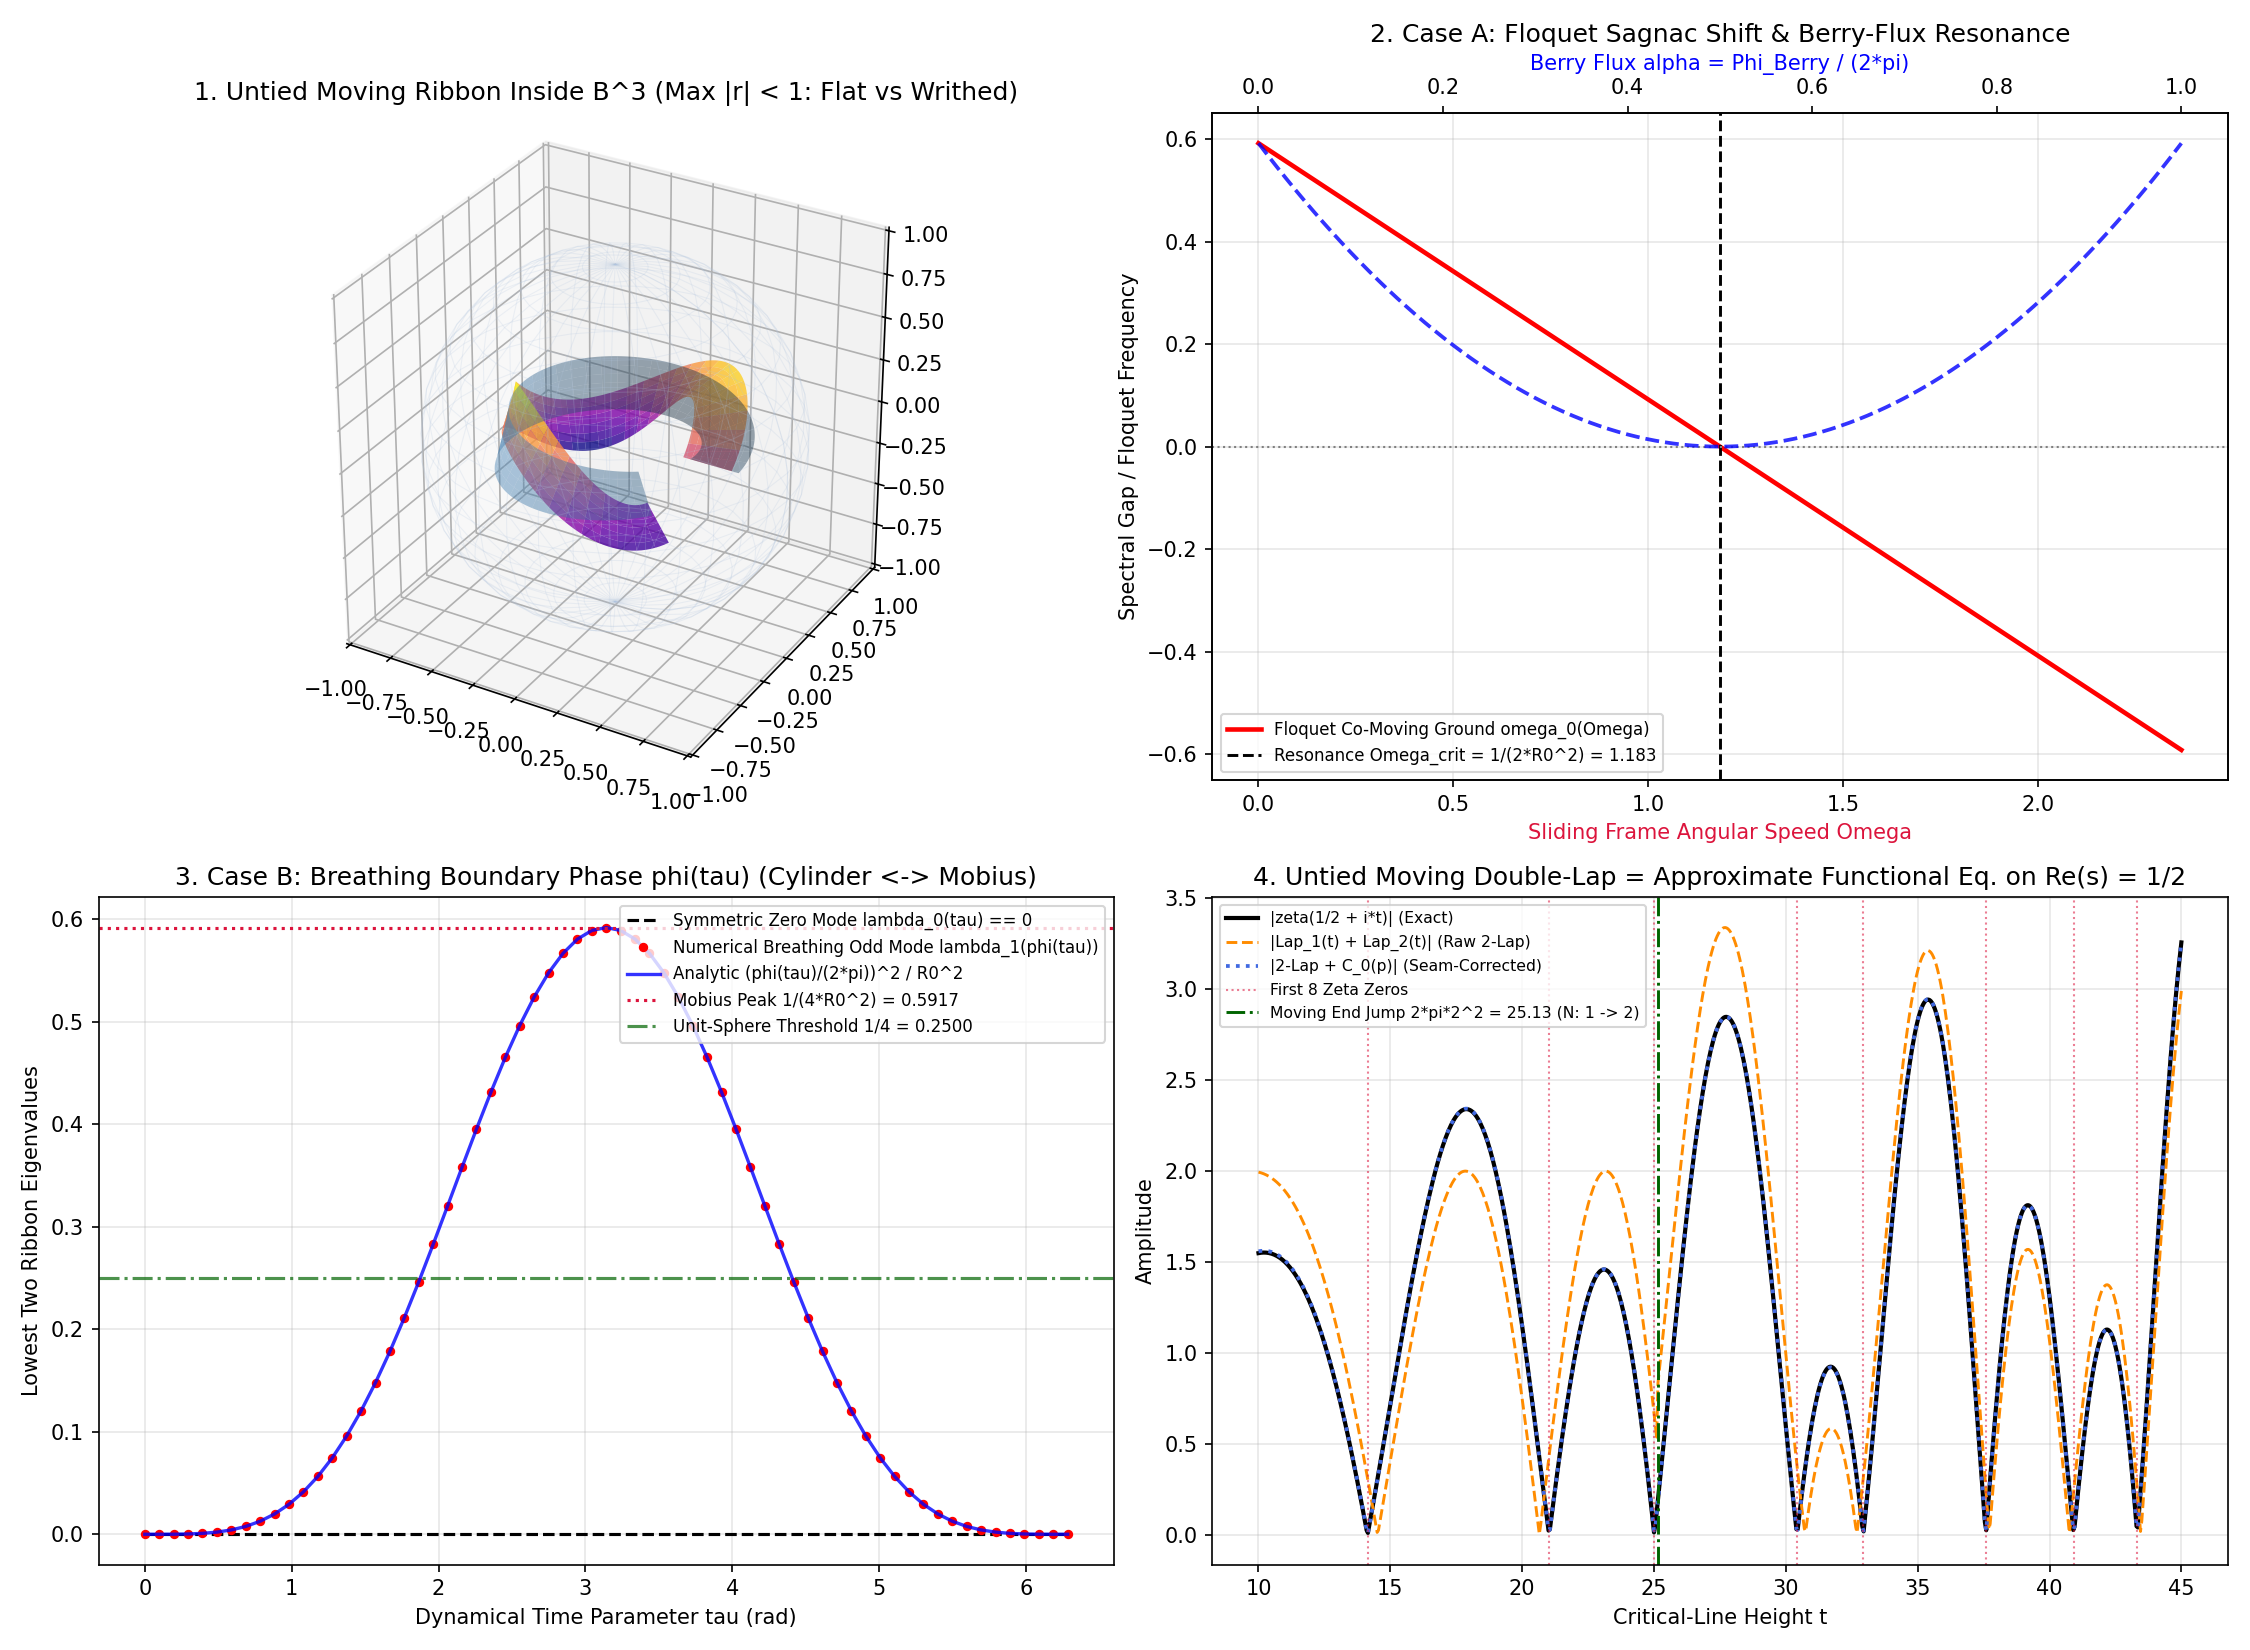 1. Untied Moving Ribbon Inside B^3 (Max |r| < 1: Flat vs Writhed)
1.00
0.75
0.50
0.25
0.00
−0.25
−0.50
−0.75
−1.00
1.00
0.75
0.50
0.25
0.00
−0.25
−0.50
−0.75
−1.00
−1.00
−0.75
−0.50
−0.25
0.00
0.25
0.50
0.75
1.00
2. Case A: Floquet Sagnac Shift & Berry-Flux Resonance
Berry Flux alpha = Phi_Berry / (2*pi)
0.0 0.2 0.4 0.6 0.8 1.0
Spectral Gap / Floquet Frequency
0.6
0.4
0.2
0.0
−0.2
−0.4
−0.6
Floquet Co-Moving Ground omega_0(Omega)
Resonance Omega_crit = 1/(2*R0^2) = 1.183
0.0 0.5 1.0 1.5 2.0
Sliding Frame Angular Speed Omega
3. Case B: Breathing Boundary Phase phi(tau) (Cylinder <-> Mobius)
Lowest Two Ribbon Eigenvalues
0.6
0.5
0.4
0.3
0.2
0.1
0.0
Symmetric Zero Mode lambda_0(tau) == 0
Numerical Breathing Odd Mode lambda_1(phi(tau))
Analytic (phi(tau)/(2*pi))^2 / R0^2
Mobius Peak 1/(4*R0^2) = 0.5917
Unit-Sphere Threshold 1/4 = 0.2500
0 1 2 3 4 5 6
Dynamical Time Parameter tau (rad)
4. Untied Moving Double-Lap = Approximate Functional Eq. on Re(s) = 1/2
Amplitude
3.5
3.0
2.5
2.0
1.5
1.0
0.5
0.0
|zeta(1/2 + i*t)| (Exact)
|Lap_1(t) + Lap_2(t)| (Raw 2-Lap)
|2-Lap + C_0(p)| (Seam-Corrected)
First 8 Zeta Zeros
Moving End Jump 2*pi*2^2 = 25.13 (N: 1 -> 2)
10 15 20 25 30 35 40 45
Critical-Line Height t